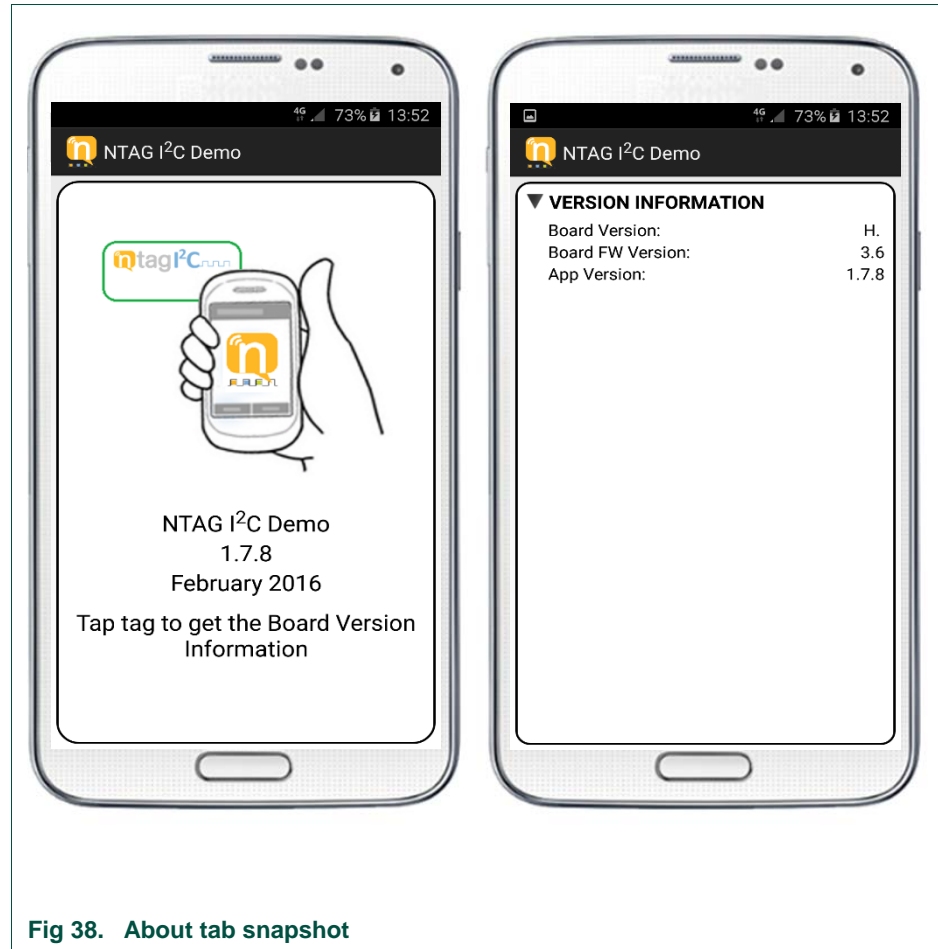 4G 73% 13:52
NTAG I²C Demo
ntag I²C
n
NTAG I²C Demo
1.7.8
February 2016
Tap tag to get the Board Version
Information
4G 73% 13:52
NTAG I²C Demo
VERSION INFORMATION
Board Version: H.
Board FW Version: 3.6
App Version: 1.7.8
Fig 38. About tab snapshot